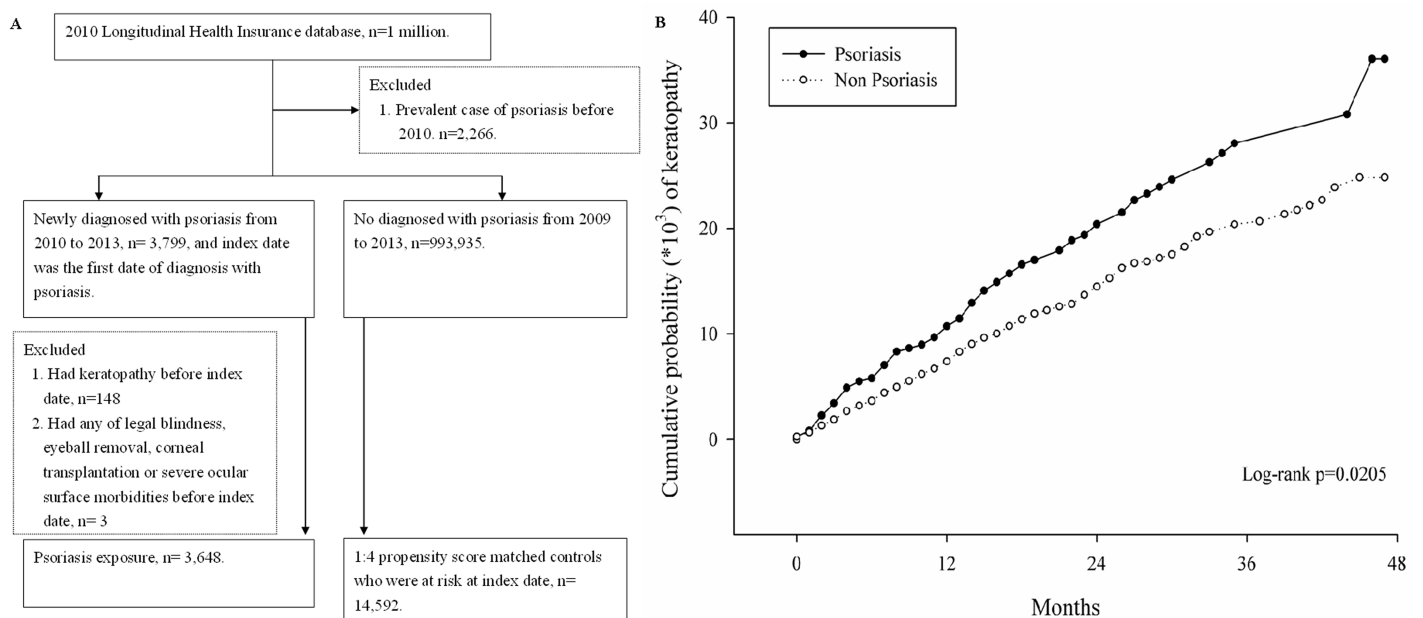 A
2010 Longitudinal Health Insurance database, n=1 million.
Excluded
1. Prevalent case of psoriasis before
2010. n=2,266.
Newly diagnosed with psoriasis from
2010 to 2013, n= 3,799, and index date
was the first date of diagnosis with
psoriasis.
No diagnosed with psoriasis from 2009
to 2013, n=993,935.
Excluded
1. Had keratopathy before index
date, n=148
2. Had any of legal blindness,
eyeball removal, corneal
transplantation or severe ocular
surface morbidities before index
date, n= 3
Psoriasis exposure, n= 3,648.
1:4 propensity score matched controls
who were at risk at index date, n=
14,592.
B
Cumulative probability (*10³) of keratopathy
40
30
20
10
0
Psoriasis
Non Psoriasis
Log-rank p=0.0205
0 12 24 36 48
Months